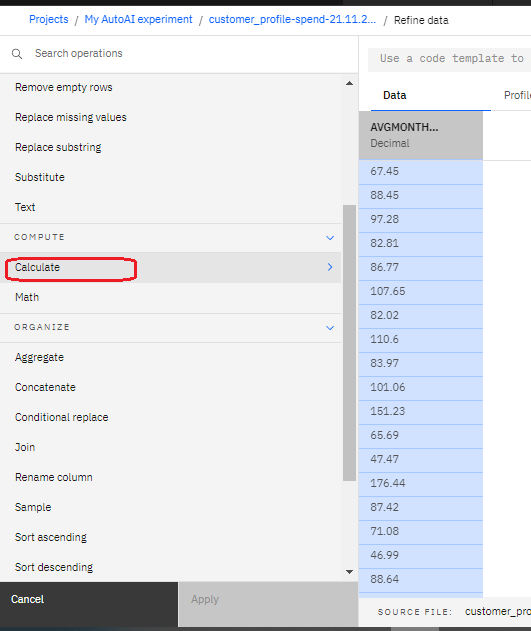 Projects / My AutoAI experiment / customer_profile-spend-21.11.2... / Refine data
Search operations
Use a code template to
Remove empty rows
Replace missing values
Replace substring
Substitute
Text
COMPUTE
Calculate
Math
ORGANIZE
Aggregate
Concatenate
Conditional replace
Join
Rename column
Sample
Sort ascending
Sort descending
Cancel
Apply
Data
Profile
AVGMONTH...
Decimal
67.45
88.45
97.28
82.81
86.77
107.65
82.02
110.6
83.97
101.06
151.23
65.69
47.47
176.44
87.42
71.08
46.99
88.64
SOURCE FILE: customer_pro